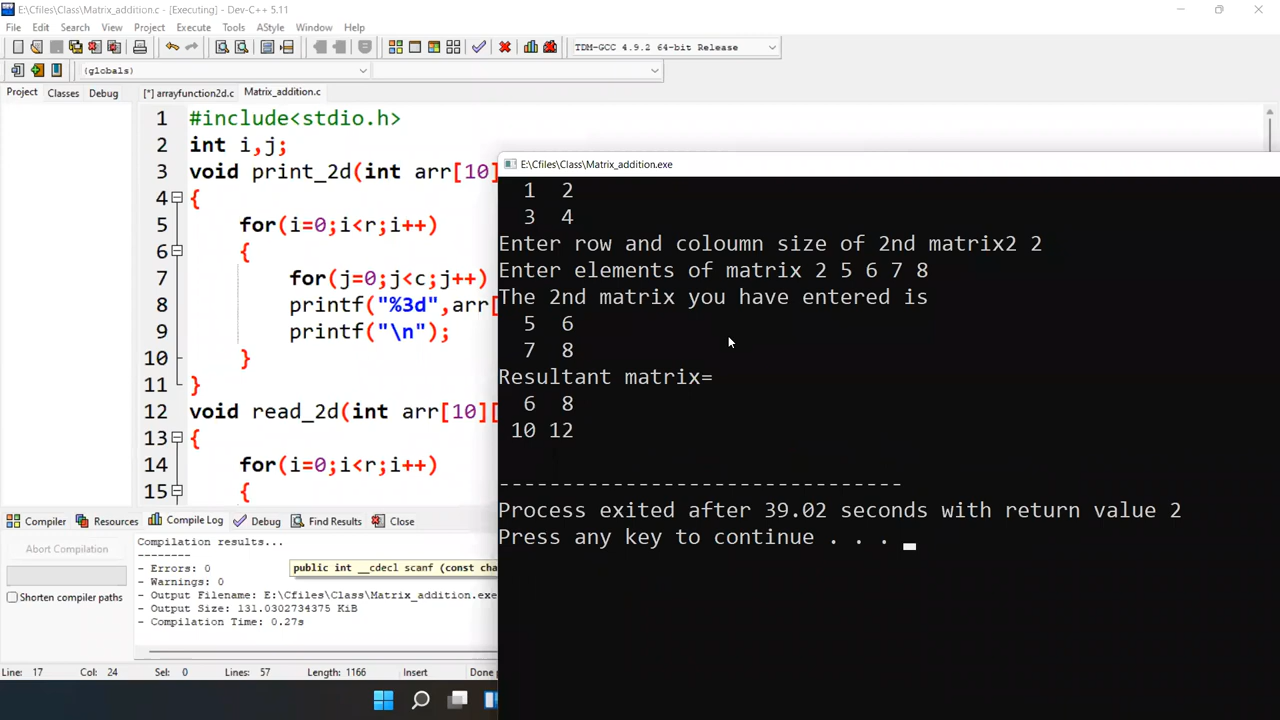 E:\Cfiles\Class\Matrix_addition.c - [Executing] - Dev-C++ 5.11
File Edit Search View Project Execute Tools AStyle Window Help
TDM-GCC 4.9.2 64-bit Release
(globals)
Project Classes Debug [*] arrayfunction2d.c Matrix_addition.c
1 #include<stdio.h>
2 int i,j;
3 void print_2d(int arr[10]
4 {
5 for(i=0;i<r;i++)
6 {
7 for(j=0;j<c;j++)
8 printf("%3d",arr[
9 printf("\n");
10 }
11 }
12 void read_2d(int arr[10][
13 {
14 for(i=0;i<r;i++)
15 {
E:\Cfiles\Class\Matrix_addition.exe
1 2
3 4
Enter row and coloumn size of 2nd matrix2 2
Enter elements of matrix 2 5 6 7 8
The 2nd matrix you have entered is
5 6
7 8
Resultant matrix=
6 8
10 12
--------------------------------
Process exited after 39.02 seconds with return value 2
Press any key to continue . . .
Compiler Resources Compile Log Debug Find Results Close
Abort Compilation
Shorten compiler paths
Compilation results...
--------
- Errors: 0
- Warnings: 0
- Output Filename: E:\Cfiles\Class\Matrix_addition.exe
- Output Size: 131.0302734375 KiB
- Compilation Time: 0.27s
public int __cdecl scanf (const cha
Line: 17 Col: 24 Sel: 0 Lines: 57 Length: 1166 Insert Done p